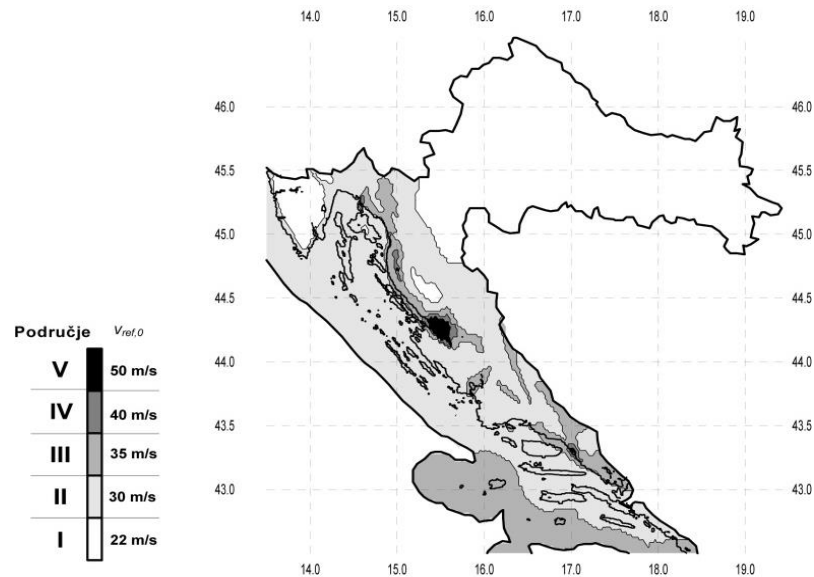 14.0 15.0 16.0 17.0 18.0 19.0
46.0 46.0
45.5 45.5
45.0 45.0
44.5 44.5
Područje vref,0
V 50 m/s
44.0 44.0
IV 40 m/s
43.5 43.5
III 35 m/s
43.0 43.0
II 30 m/s
I 22 m/s
14.0 15.0 16.0 17.0 18.0 19.0